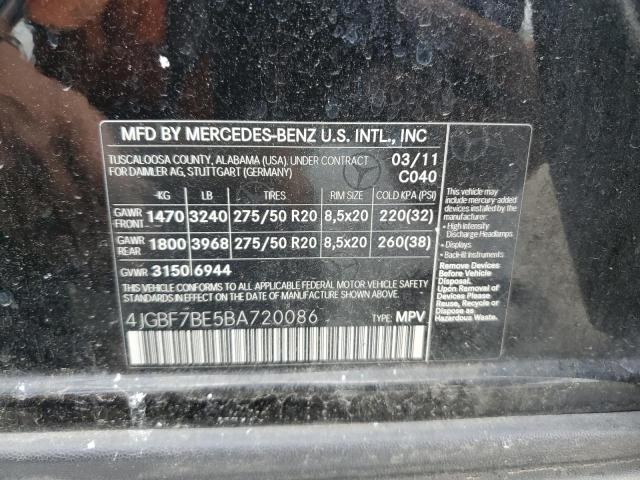 MFD BY MERCEDES-BENZ U.S. INTL., INC
TUSCALOOSA COUNTY, ALABAMA (USA), UNDER CONTRACT
FOR DAIMLER AG, STUTTGART (GERMANY)
03/11
C040
KG LB TIRES RIM SIZE COLD KPA (PSI)
GAWR FRONT 1470 3240 275/50 R20 8,5x20 220(32)
GAWR REAR 1800 3968 275/50 R20 8,5x20 260(38)
GVWR 3150 6944
THIS VEHICLE CONFORMS TO ALL APPLICABLE FEDERAL MOTOR VEHICLE SAFETY,
BUMPER, AND THEFT PREVENTION STANDARDS IN EFFECT
ON THE DATE OF MANUFACTURE SHOWN ABOVE.
4JGBF7BE5BA720086 TYPE: MPV
This vehicle may
include mercury-added
devices installed by the
manufacturer:
• High Intensity
Discharge Headlamps
• Displays
• Back-lit Instruments
Remove Devices
Before Vehicle
Disposal.
Upon Removal of
Devices Please
Reuse, Recycle or
Dispose as
Hazardous Waste.